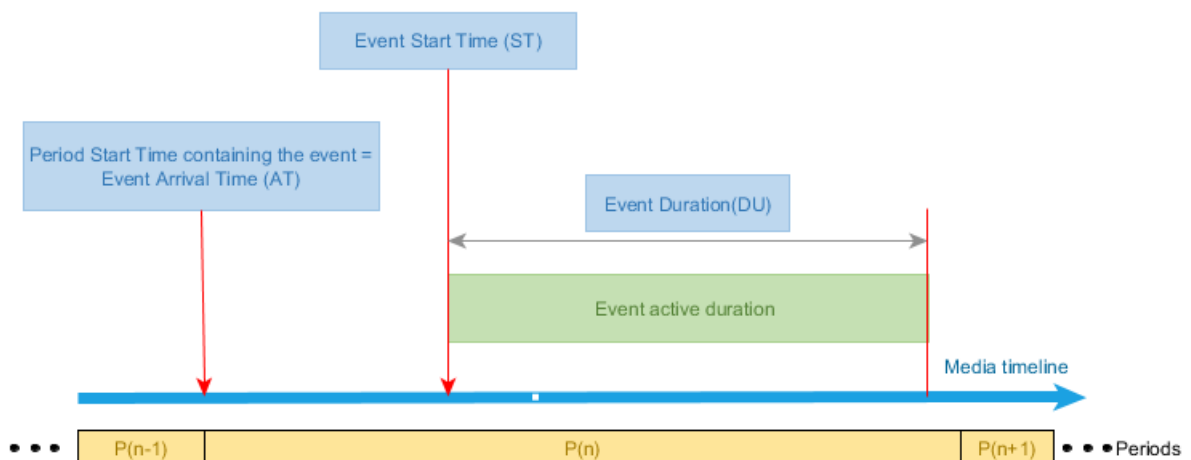 Event Start Time (ST)
Period Start Time containing the event =
Event Arrival Time (AT)
Event Duration(DU)
Event active duration
Media timeline
P(n-1)
P(n)
P(n+1)
Periods